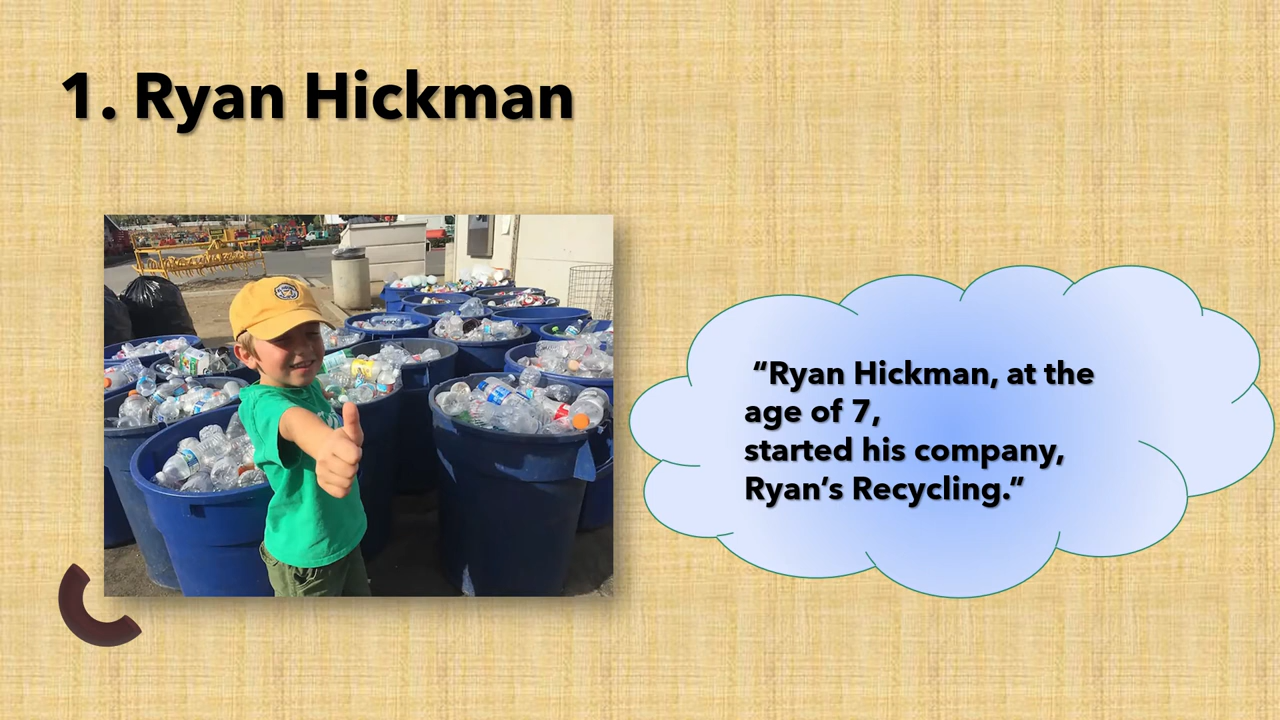 1. Ryan Hickman
“Ryan Hickman, at the
age of 7,
started his company,
Ryan’s Recycling.”